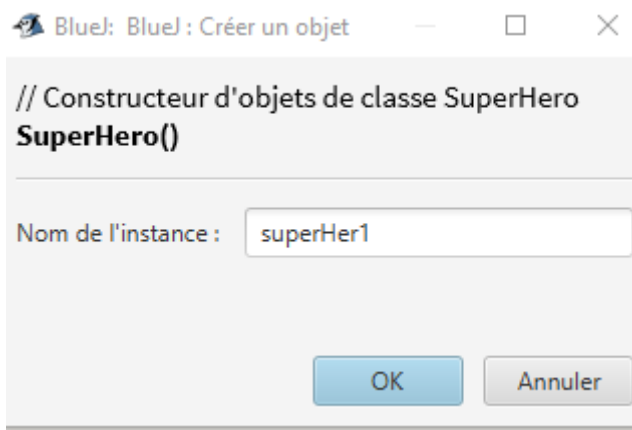 BlueJ: BlueJ : Créer un objet
// Constructeur d'objets de classe SuperHero
SuperHero()
Nom de l'instance : superHer1
OK Annuler